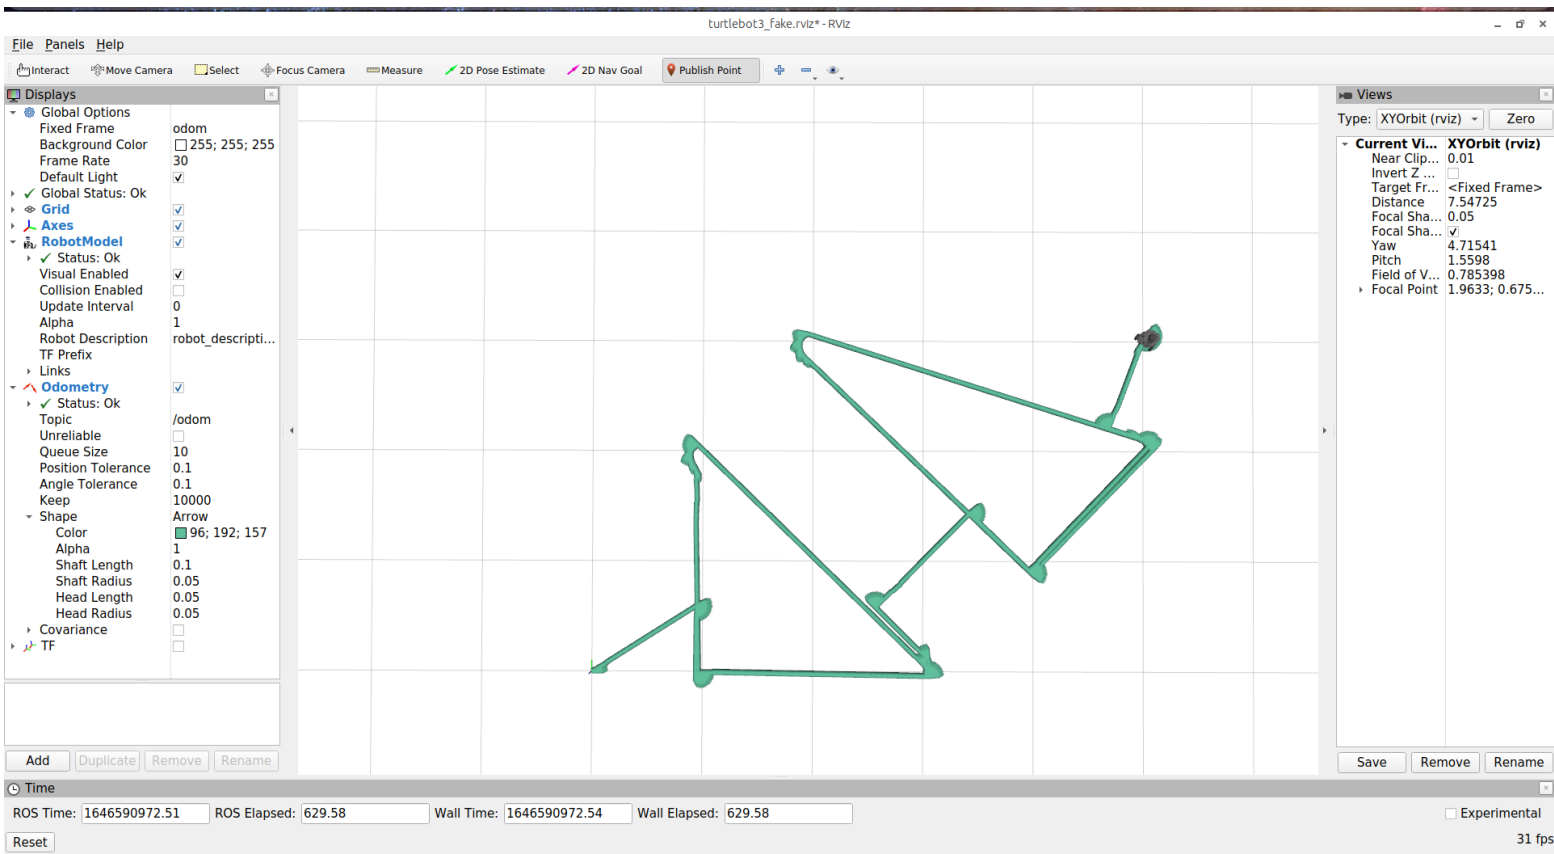 turtlebot3_fake.rviz* - RViz
File Panels Help
Interact Move Camera Select Focus Camera Measure 2D Pose Estimate 2D Nav Goal Publish Point
Displays
Global Options
Fixed Frame odom
Background Color 255; 255; 255
Frame Rate 30
Default Light
Global Status: Ok
Grid
Axes
RobotModel
Status: Ok
Visual Enabled
Collision Enabled
Update Interval 0
Alpha 1
Robot Description robot_descripti...
TF Prefix
Links
Odometry
Status: Ok
Topic /odom
Unreliable
Queue Size 10
Position Tolerance 0.1
Angle Tolerance 0.1
Keep 10000
Shape Arrow
Color 96; 192; 157
Alpha 1
Shaft Length 0.1
Shaft Radius 0.05
Head Length 0.05
Head Radius 0.05
Covariance
TF
Add Duplicate Remove Rename
Views
Type: XYOrbit (rviz) Zero
Current Vi... XYOrbit (rviz)
Near Clip... 0.01
Invert Z ...
Target Fr... <Fixed Frame>
Distance 7.54725
Focal Sha... 0.05
Focal Sha...
Yaw 4.71541
Pitch 1.5598
Field of V... 0.785398
Focal Point 1.9633; 0.675...
Save Remove Rename
Time
ROS Time: 1646590972.51 ROS Elapsed: 629.58 Wall Time: 1646590972.54 Wall Elapsed: 629.58 Experimental
Reset 31 fps